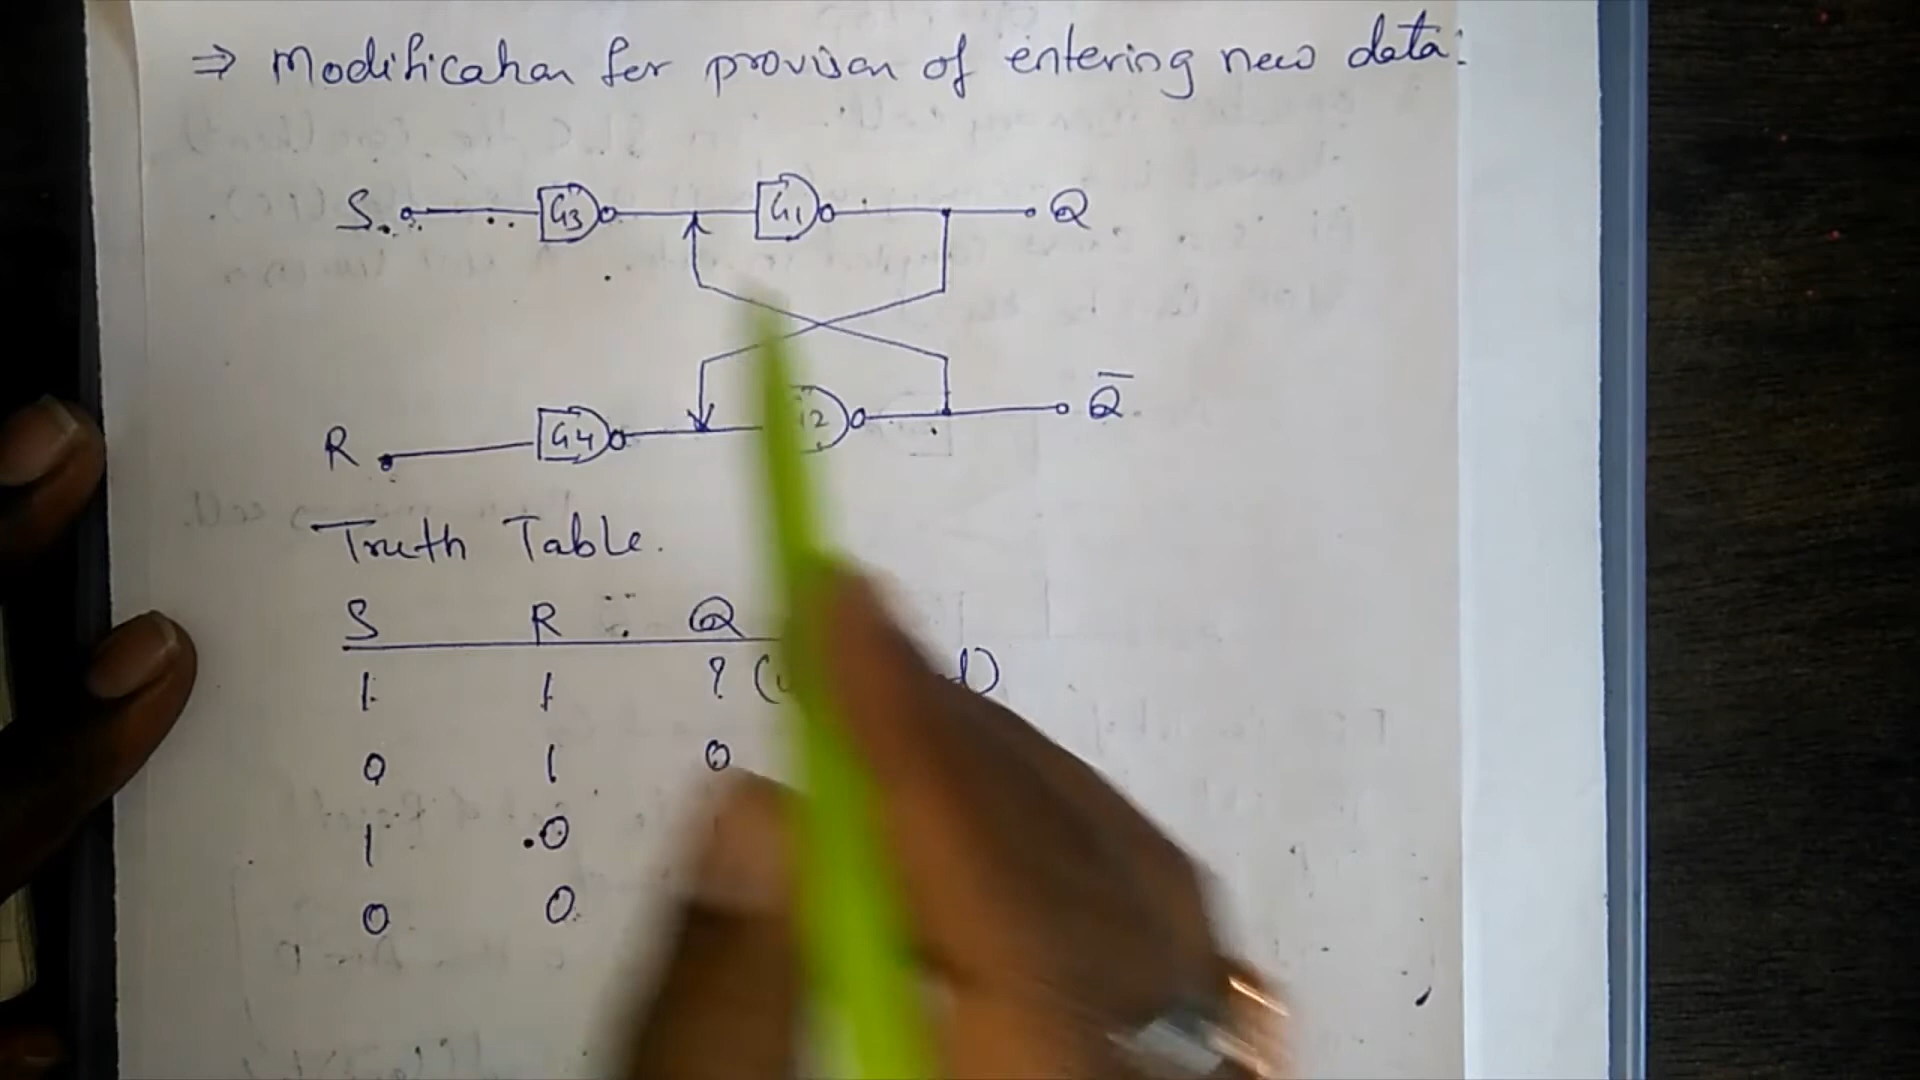 ⇒ Modification for provision of entering new data:
S G3 G1 Q
R G4 Q̄
Truth Table.
S R Q
1 1 ?
0 1 0
1 0
0 0